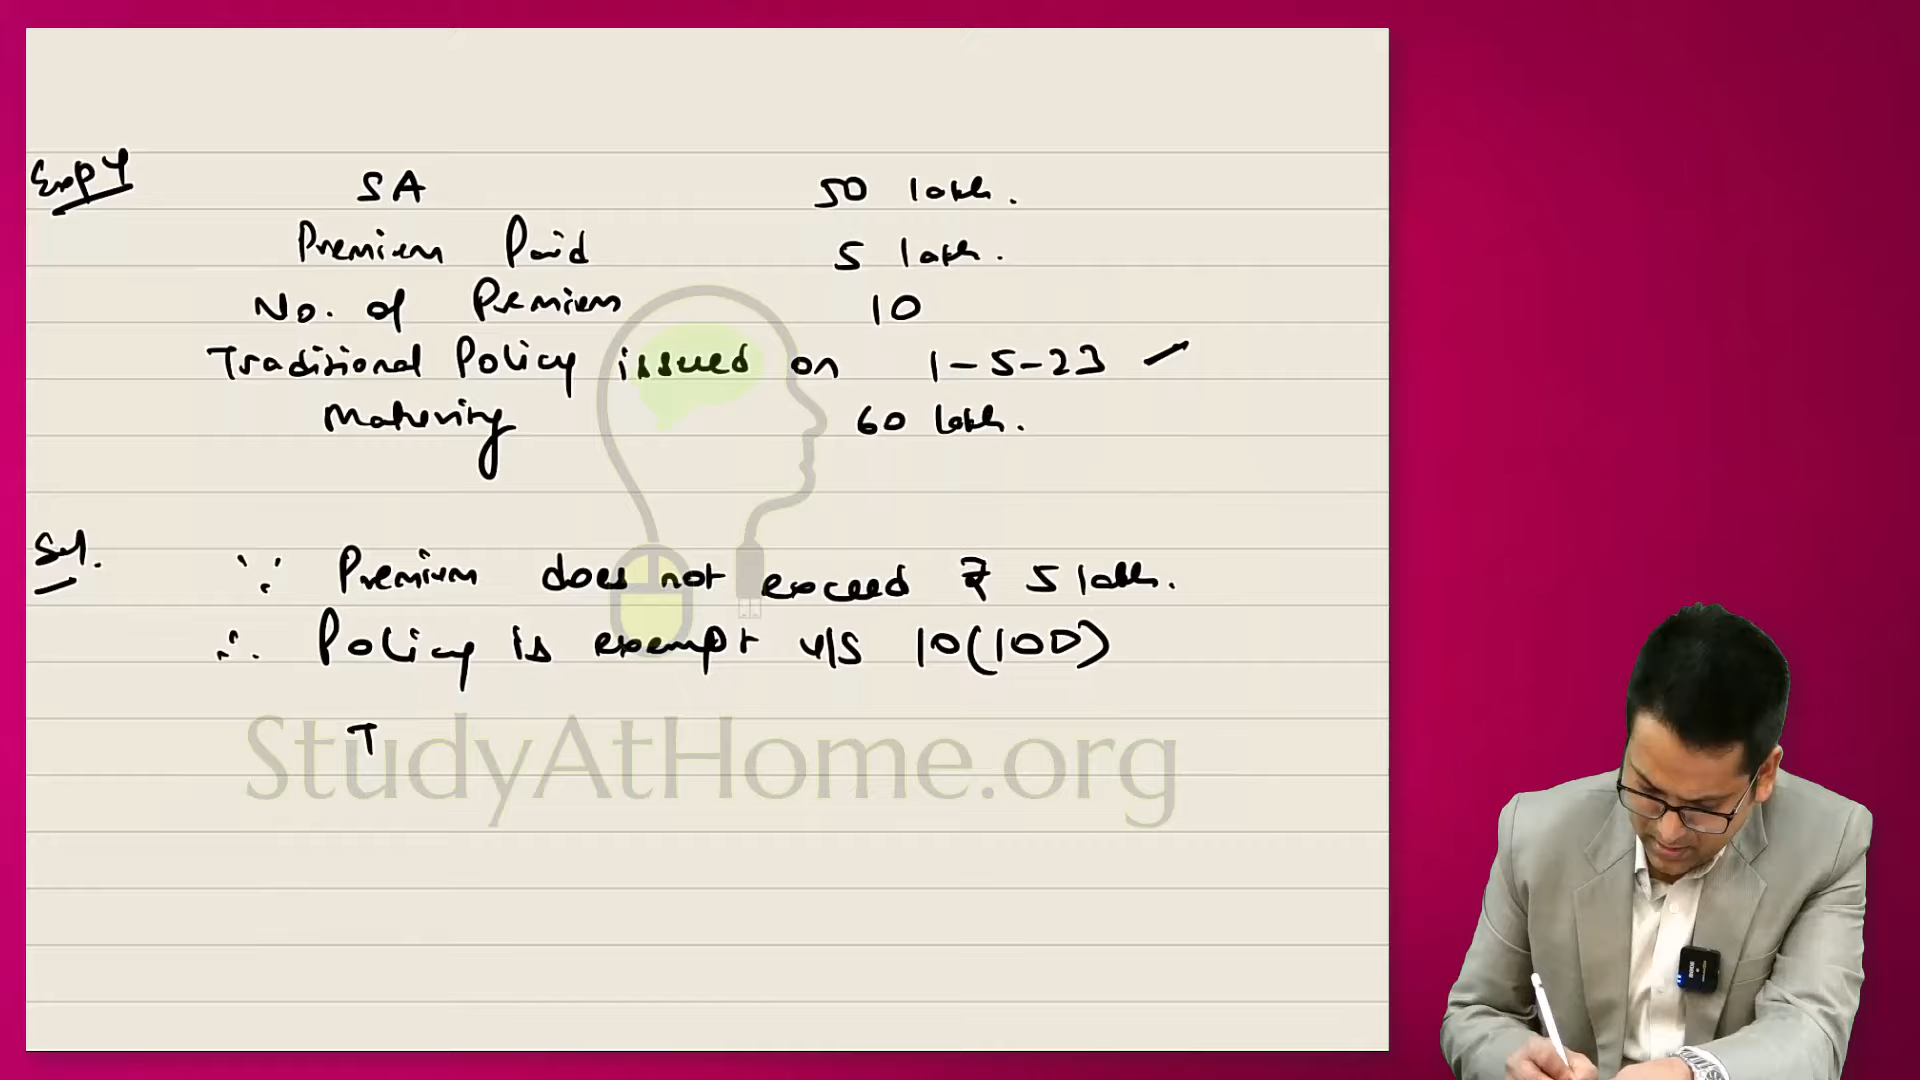 Exp 4
SA 50 lakh.
Premium Paid 5 lakh.
No. of Premium 10
Traditional Policy issued on 1-5-23
Maturity 60 lakh.
Sol.
∵ Premium does not exceed ₹ 5 lakh.
∴ Policy is exempt u/s 10(10D)
T
StudyAtHome.org